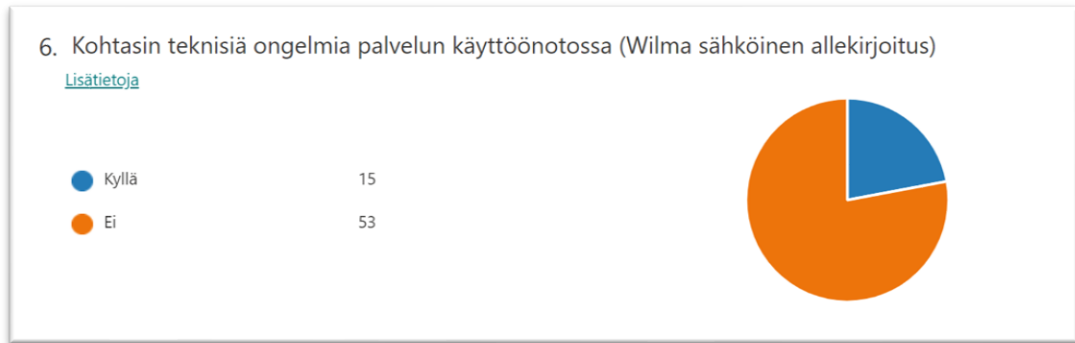 6. Kohtasin teknisiä ongelmia palvelun käyttöönotossa (Wilma sähköinen allekirjoitus)
Lisätietoja
Kyllä 15
Ei 53